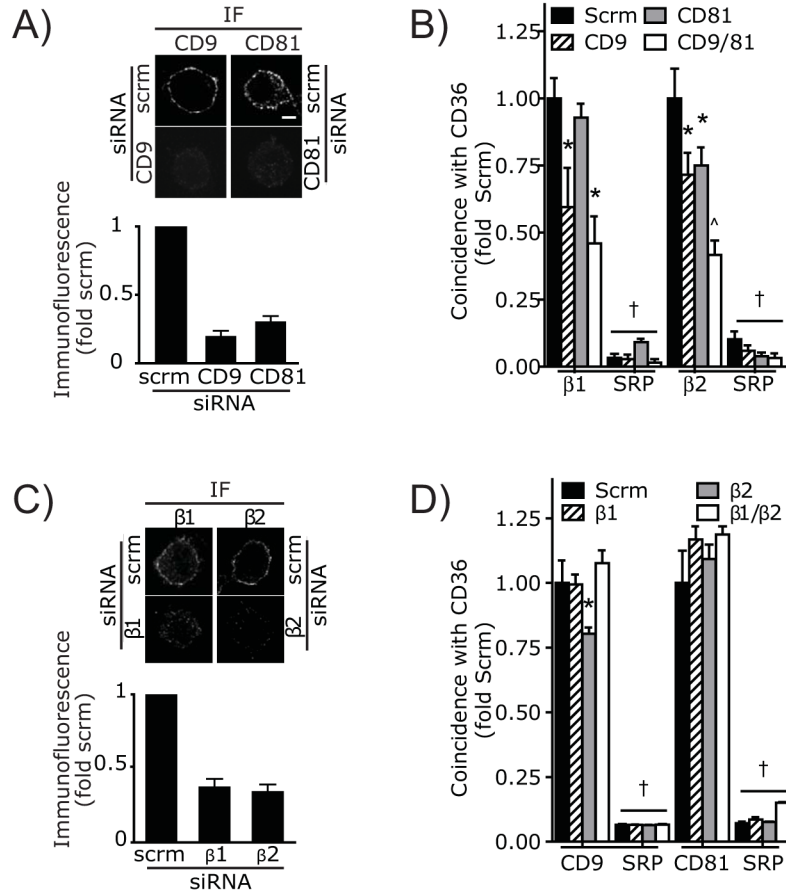 A)
IF
CD9 CD81
siRNA
scrm
CD9
scrm
CD81
siRNA
Immunofluorescence
(fold scrm)
1
0.5
0
scrm CD9 CD81
siRNA
B)
Scrm CD81
CD9 CD9/81
Coincidence with CD36
(fold Scrm)
1.25
1.00
0.75
0.50
0.25
0.00
* * * * ^
† †
β1 SRP β2 SRP
C)
IF
β1 β2
siRNA
scrm
β1
scrm
β2
siRNA
Immunofluorescence
(fold scrm)
1
0.5
0
scrm β1 β2
siRNA
D)
Scrm β2
β1 β1/β2
Coincidence with CD36
(fold Scrm)
1.25
1.00
0.75
0.50
0.25
0.00
*
† †
CD9 SRP CD81 SRP